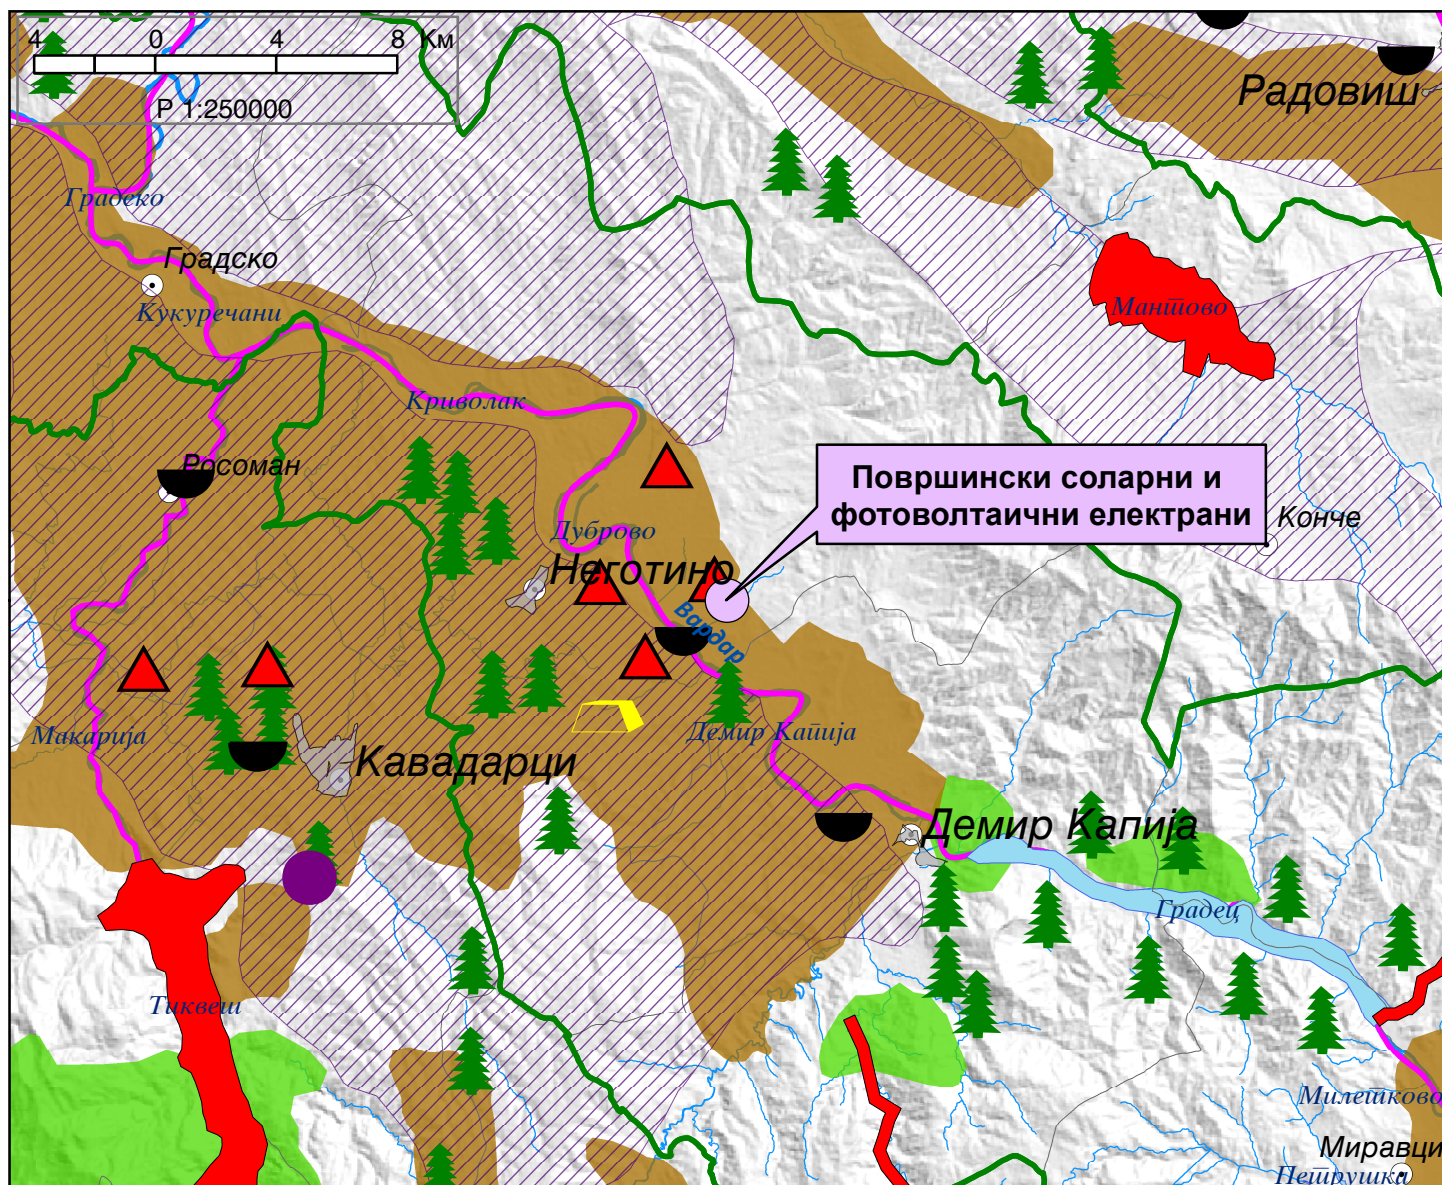 4 0 4 8 Км
Р 1:250000
Радовиш
Градско
Градско
Кукуречани
Мантово
Криволак
Росоман
Површински соларни и
фотоволтаични електрани
Конче
Дуброво
Неготино
Вардар
Макарија
Демир Капија
Кавадарци
Демир Капија
Градец
Тиквеш
Милетково
Миравци
Петрушка